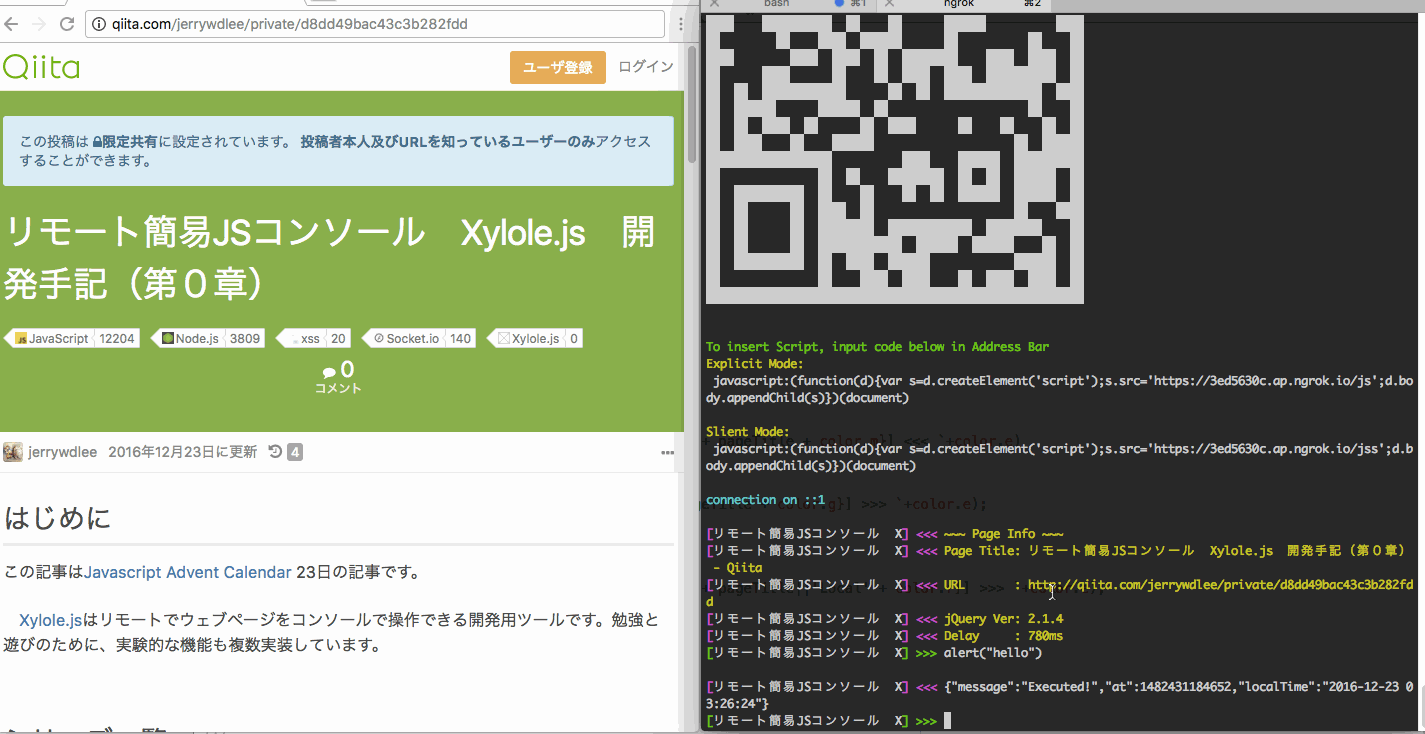 qiita.com/jerrywdlee/private/d8dd49bac43c3b282fdd
Qiita
ユーザ登録
ログイン
この投稿は 限定共有に設定されています。 投稿者本人及びURLを知っているユーザーのみアクセス
することができます。
リモート簡易JSコンソール　Xylole.js　開
発手記（第０章）
JavaScript 12204
Node.js 3809
xss 20
Socket.io 140
Xylole.js 0
0
コメント
jerrywdlee 2016年12月23日に更新 4
はじめに
この記事はJavascript Advent Calendar 23日の記事です。
Xylole.jsはリモートでウェブページをコンソールで操作できる開発用ツールです。勉強と
遊びのために、実験的な機能も複数実装しています。
bash ⌘1
ngrok ⌘2
To insert Script, input code below in Address Bar
Explicit Mode:
javascript:(function(d){var s=d.createElement('script');s.src='https://3ed5630c.ap.ngrok.io/js';d.bo
dy.appendChild(s)})(document)
Slient Mode:
javascript:(function(d){var s=d.createElement('script');s.src='https://3ed5630c.ap.ngrok.io/jss';d.b
ody.appendChild(s)})(document)
connection on ::1
[リモート簡易JSコンソール　X] <<< ~~~ Page Info ~~~
[リモート簡易JSコンソール　X] <<< Page Title: リモート簡易JSコンソール　Xylole.js　開発手記（第０章）
- Qiita
[リモート簡易JSコンソール　X] <<< URL : http://qiita.com/jerrywdlee/private/d8dd49bac43c3b282fd
d
[リモート簡易JSコンソール　X] <<< jQuery Ver: 2.1.4
[リモート簡易JSコンソール　X] <<< Delay : 780ms
[リモート簡易JSコンソール　X] >>> alert("hello")
[リモート簡易JSコンソール　X] <<< {"message":"Executed!","at":1482431184652,"localTime":"2016-12-23 0
3:26:24"}
[リモート簡易JSコンソール　X] >>>